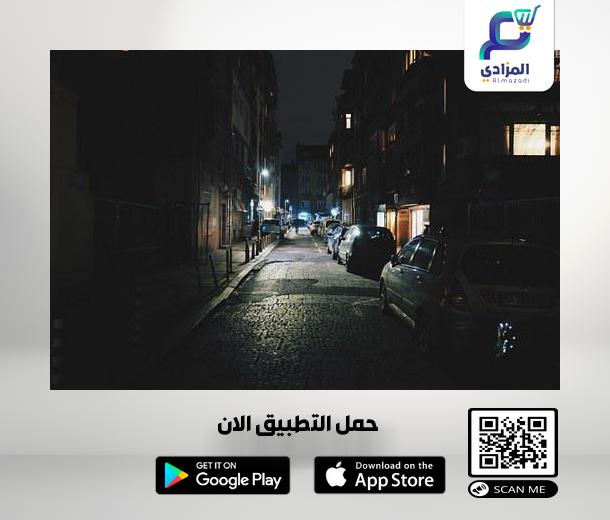 المزادي
Almazadi
حمل التطبيق الان
GET IT ON
Google Play
Download on the
App Store
SCAN ME